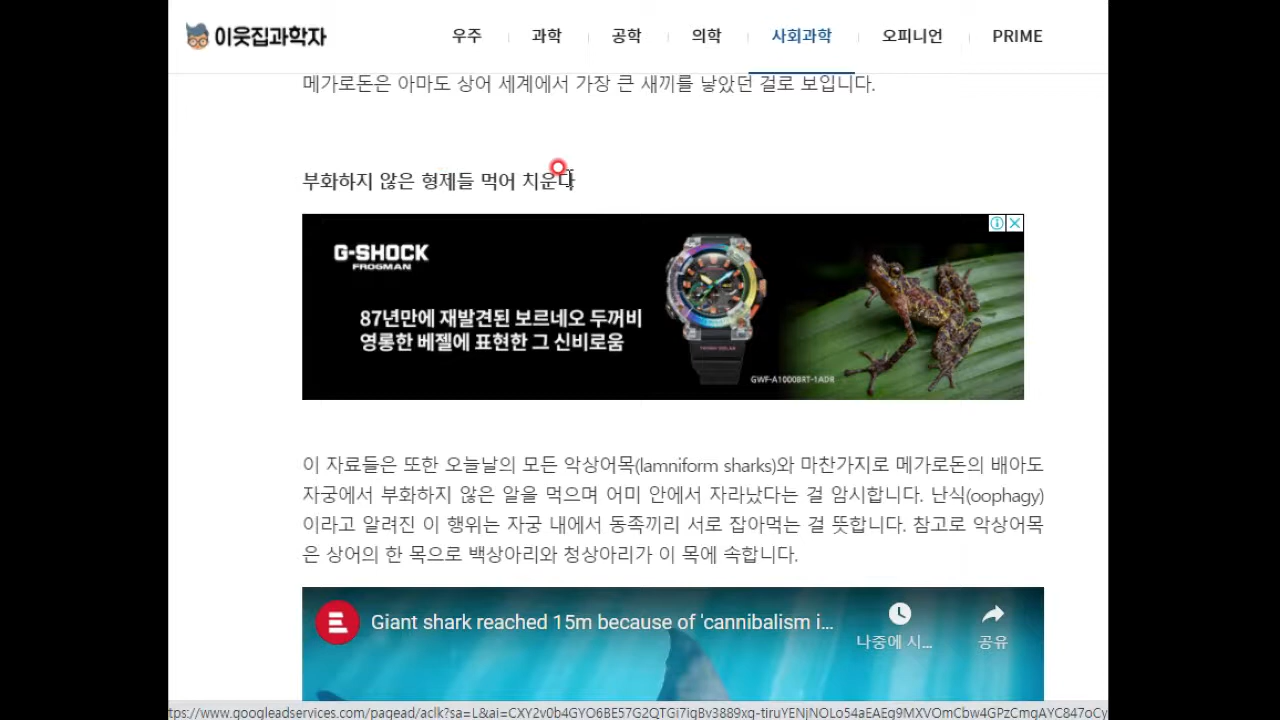 이웃집과학자
우주 과학 공학 의학 사회과학 오피니언 PRIME
메가로돈은 아마도 상어 세계에서 가장 큰 새끼를 낳았던 걸로 보입니다.
부화하지 않은 형제들 먹어 치운다
G-SHOCK
FROGMAN
87년만에 재발견된 보르네오 두꺼비
영롱한 베젤에 표현한 그 신비로움
GWF-A1000BRT-1ADR
이 자료들은 또한 오늘날의 모든 악상어목(lamniform sharks)와 마찬가지로 메가로돈의 배아도
자궁에서 부화하지 않은 알을 먹으며 어미 안에서 자라났다는 걸 암시합니다. 난식(oophagy)
이라고 알려진 이 행위는 자궁 내에서 동족끼리 서로 잡아먹는 걸 뜻합니다. 참고로 악상어목
은 상어의 한 목으로 백상아리와 청상아리가 이 목에 속합니다.
Giant shark reached 15m because of 'cannibalism i...
나중에 시...
공유